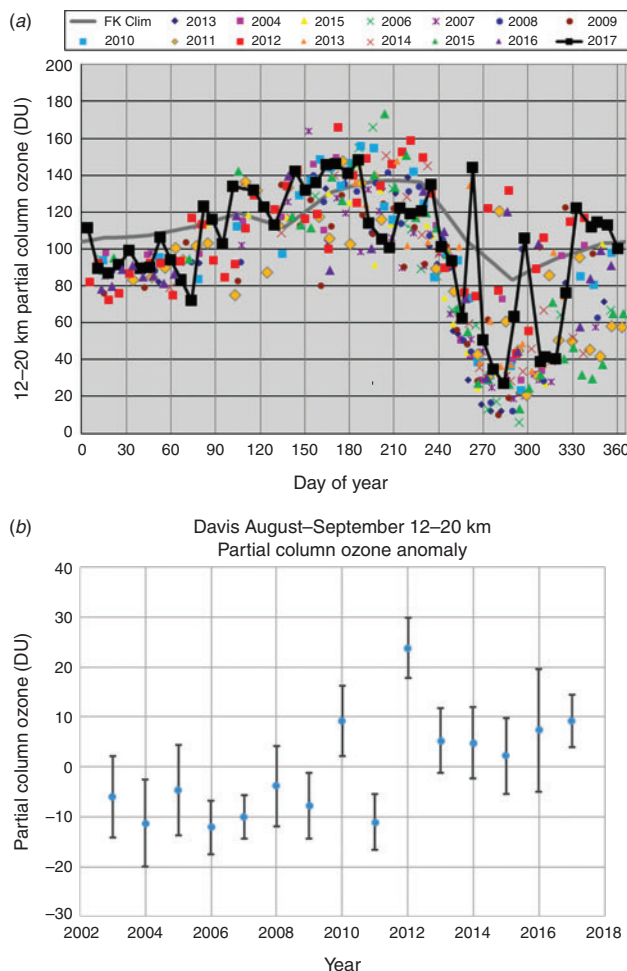 (a)
FK Clim 2013 2004 2015 2006 2007 2008 2009
2010 2011 2012 2013 2014 2015 2016 2017
12–20 km partial column ozone (DU)
200
180
160
140
120
100
80
60
40
20
0
0 30 60 90 120 150 180 210 240 270 300 330 360
Day of year
(b)
Davis August–September 12–20 km
Partial column ozone anomaly
Partial column ozone (DU)
40
30
20
10
0
–10
–20
–30
2002 2004 2006 2008 2010 2012 2014 2016 2018
Year